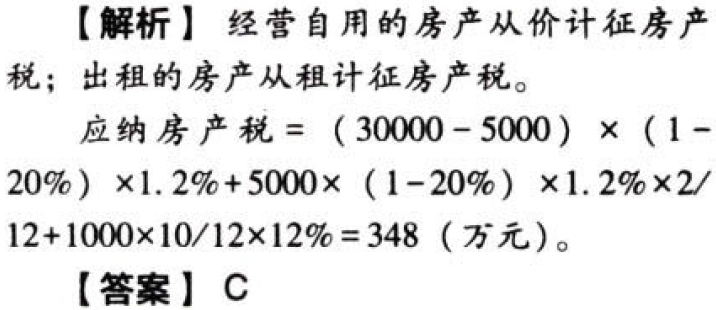 【解析】 经营自用的房产从价计征房产
税；出租的房产从租计征房产税。
应纳房产税 = （30000-5000） × （1-
20%） ×1.2%+5000× （1-20%） ×1.2%×2/
12+1000×10/12×12%=348 （万元）。
【答案】 C